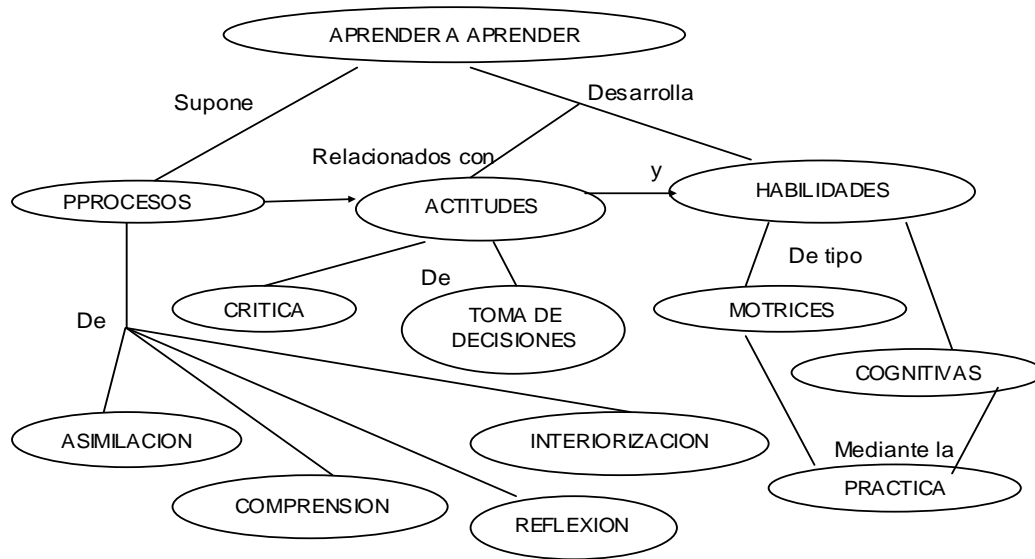 APRENDER A APRENDER
Supone
Desarrolla
Relacionados con
y
PPROCESOS
ACTITUDES
HABILIDADES
De tipo
De
CRITICA
TOMA DE
DECISIONES
MOTRICES
De
COGNITIVAS
ASIMILACION
INTERIORIZACION
Mediante la
PRACTICA
COMPRENSION
REFLEXION